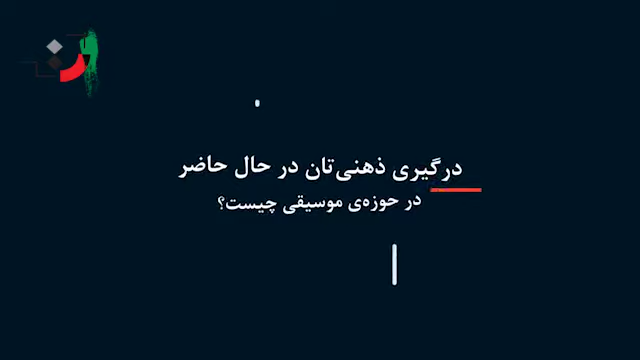 درگیری ذهنی‌تان در حال حاضر
در حوزه‌ی موسیقی چیست؟